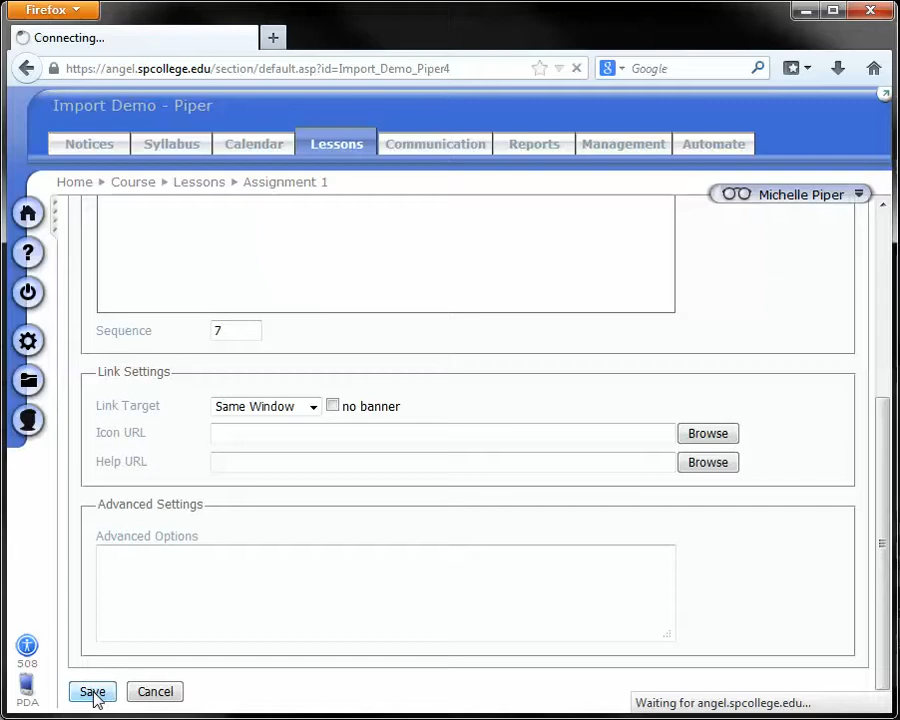 Firefox
Connecting...
https://angel.spcollege.edu/section/default.asp?id=Import_Demo_Piper4
Google
Import Demo - Piper
Notices Syllabus Calendar Lessons Communication Reports Management Automate
Home Course Lessons Assignment 1
Michelle Piper
Sequence 7
Link Settings
Link Target Same Window no banner
Icon URL Browse
Help URL Browse
Advanced Settings
Advanced Options
508
PDA
Save Cancel
Waiting for angel.spcollege.edu...